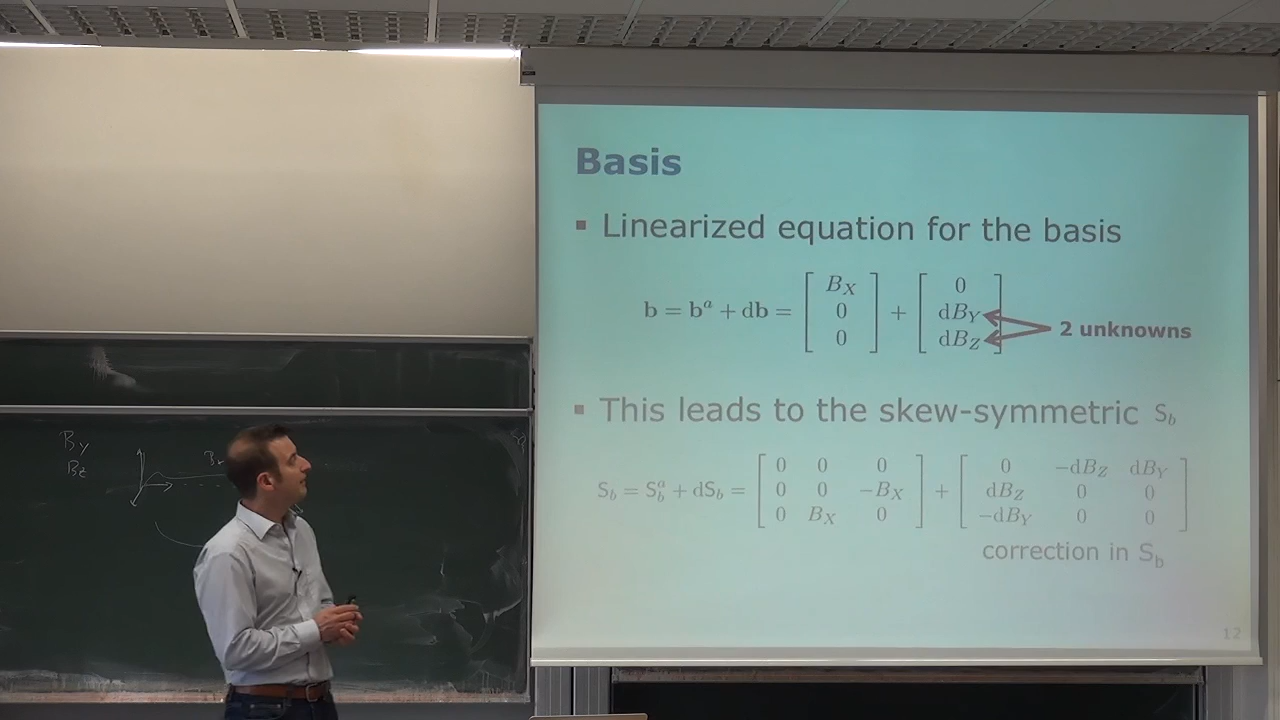 Basis
▪ Linearized equation for the basis
b = bᵃ + db = [ B_X 0 0 ] + [ 0 dB_Y dB_Z ]
2 unknowns
▪ This leads to the skew-symmetric S_b
S_b = S_bᵃ + dS_b = [ 0 0 0 ; 0 0 −B_X ; 0 B_X 0 ] + [ 0 −dB_Z dB_Y ; dB_Z 0 0 ; −dB_Y 0 0 ]
correction in S_b
12
B_Y
B_Z